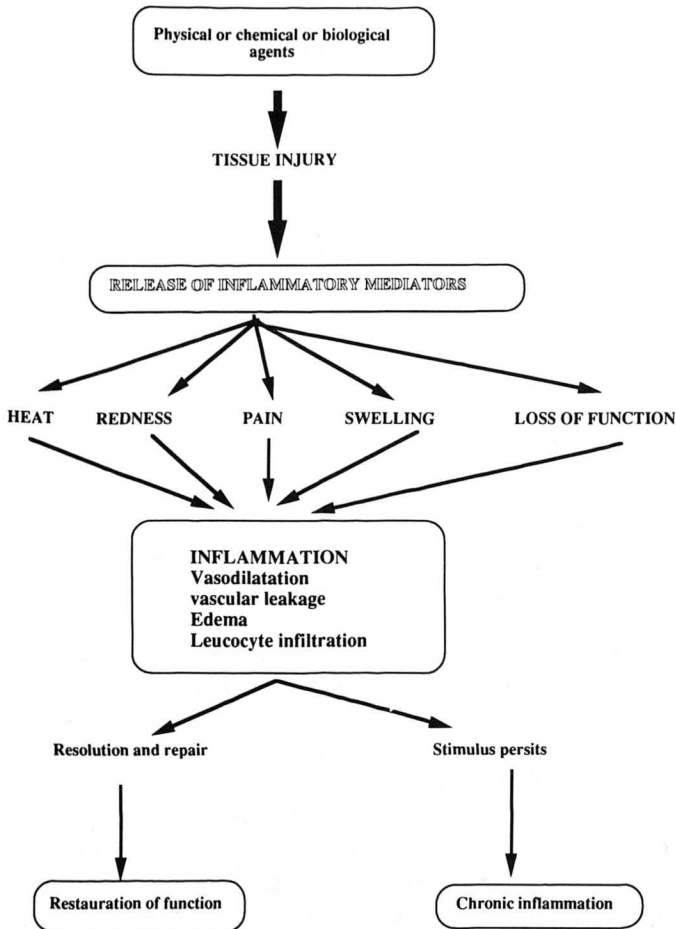 Physical or chemical or biological
agents
TISSUE INJURY
RELEASE OF INFLAMMATORY MEDIATORS
HEAT REDNESS PAIN SWELLING LOSS OF FUNCTION
INFLAMMATION
Vasodilatation
vascular leakage
Edema
Leucocyte infiltration
Resolution and repair Stimulus persits
Restauration of function Chronic inflammation